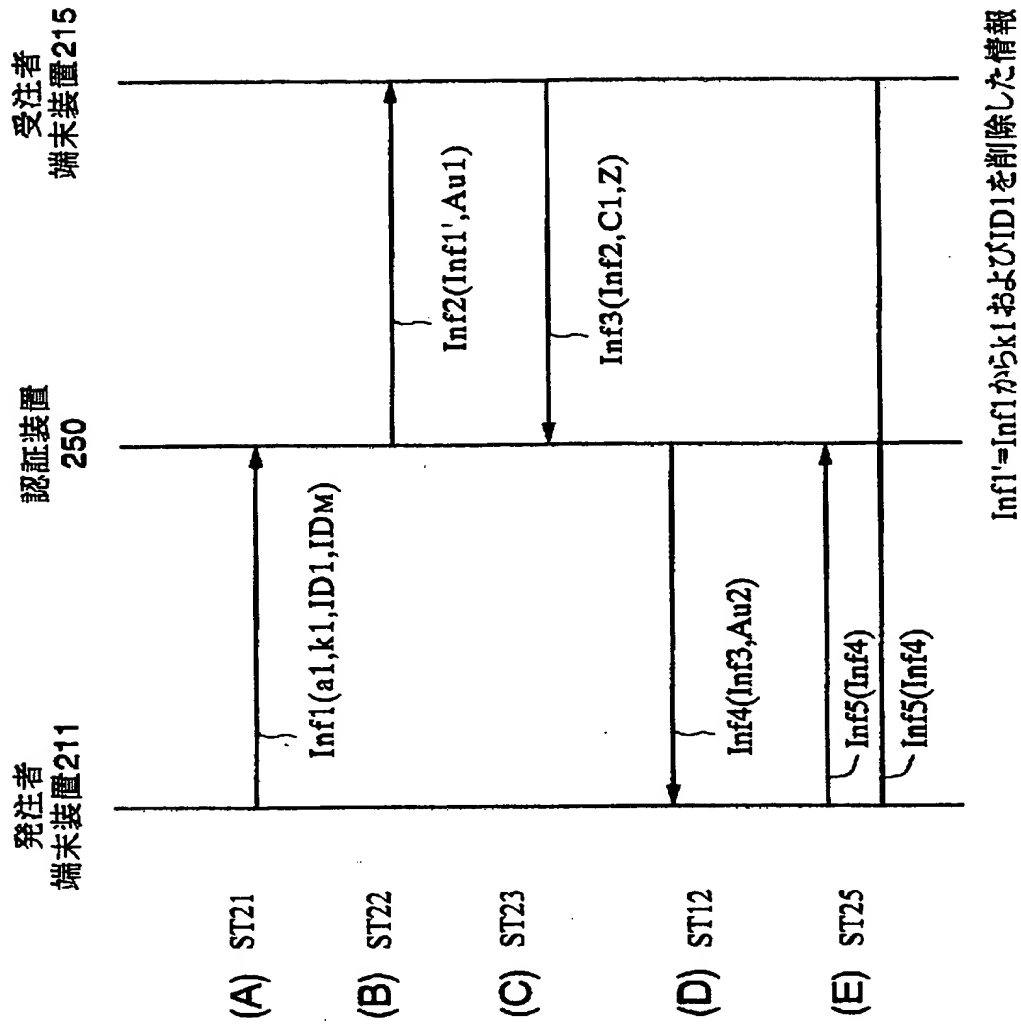 発注者
端末装置211
認証装置
250
受注者
端末装置215
(A) ST21
Inf1(a1,k1,ID1,IDM)
(B) ST22
Inf2(Inf1',Au1)
(C) ST23
Inf3(Inf2,C1,Z)
(D) ST12
Inf4(Inf3,Au2)
(E) ST25
Inf5(Inf4)
Inf5(Inf4)
Inf1'=Inf1からk1およびID1を削除した情報